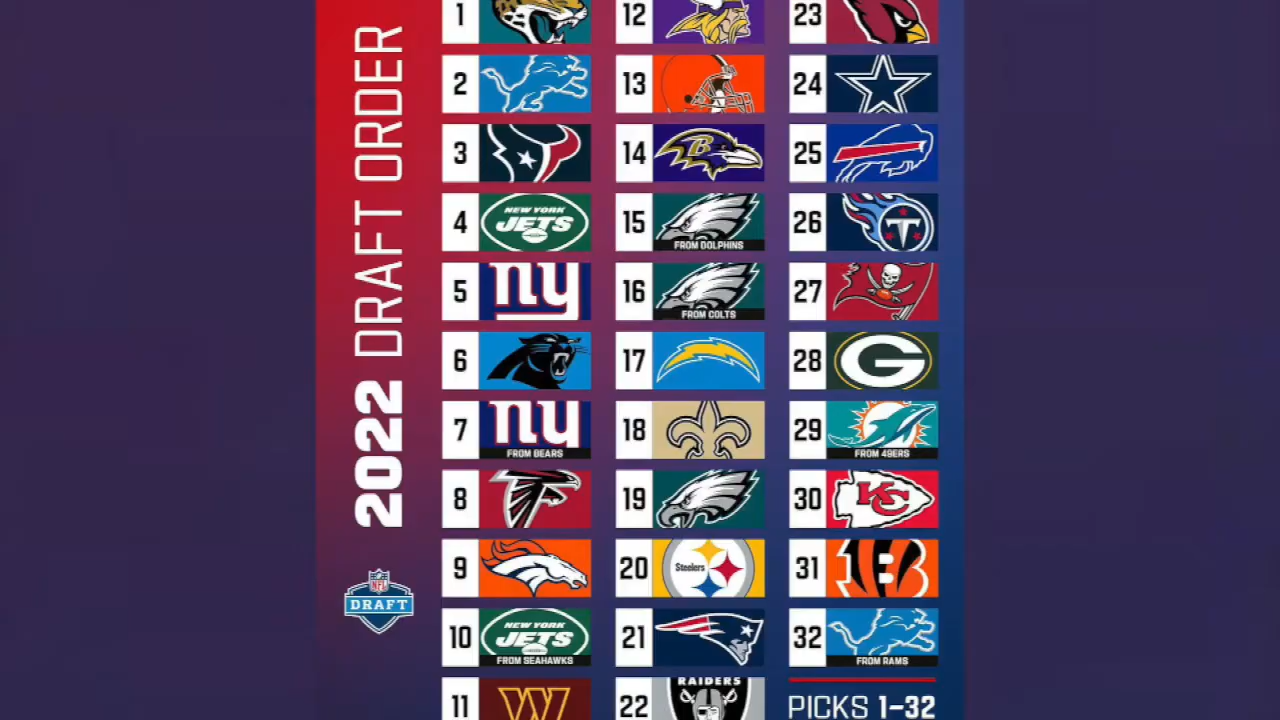 2022 DRAFT ORDER
NFL
DRAFT
1
2
3
4
NEW YORK
JETS
5
ny
6
7
ny
FROM BEARS
8
9
10
NEW YORK
JETS
FROM SEAHAWKS
11
W
12
13
14
B
15
FROM DOLPHINS
16
FROM COLTS
17
18
19
20
Steelers
21
22
RAIDERS
23
24
25
26
T
27
28
G
29
FROM 49ERS
30
KC
31
B
32
FROM RAMS
PICKS 1-32